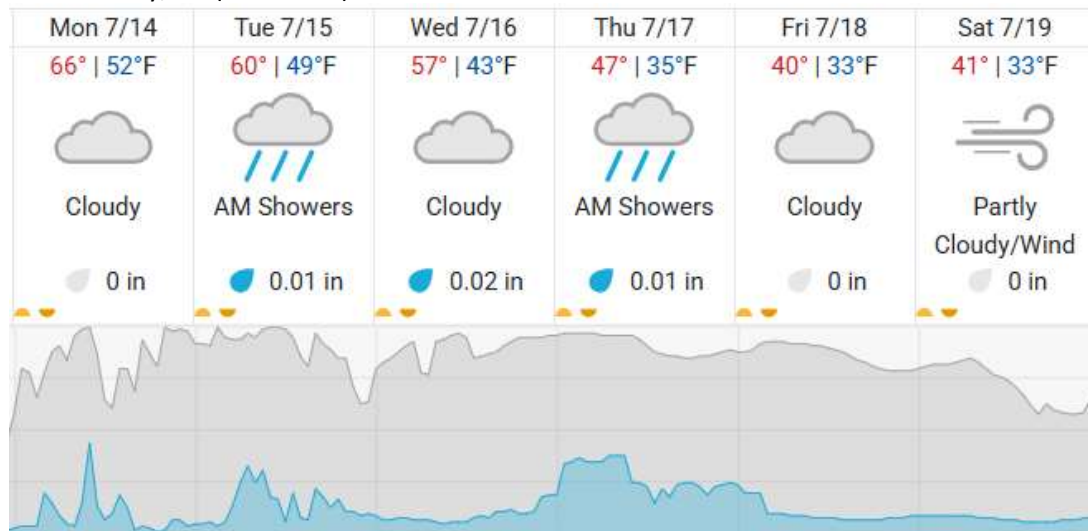 Mon 7/14 Tue 7/15 Wed 7/16 Thu 7/17 Fri 7/18 Sat 7/19
66° | 52°F 60° | 49°F 57° | 43°F 47° | 35°F 40° | 33°F 41° | 33°F
Cloudy AM Showers Cloudy AM Showers Cloudy Partly
Cloudy/Wind
0 in 0.01 in 0.02 in 0.01 in 0 in 0 in